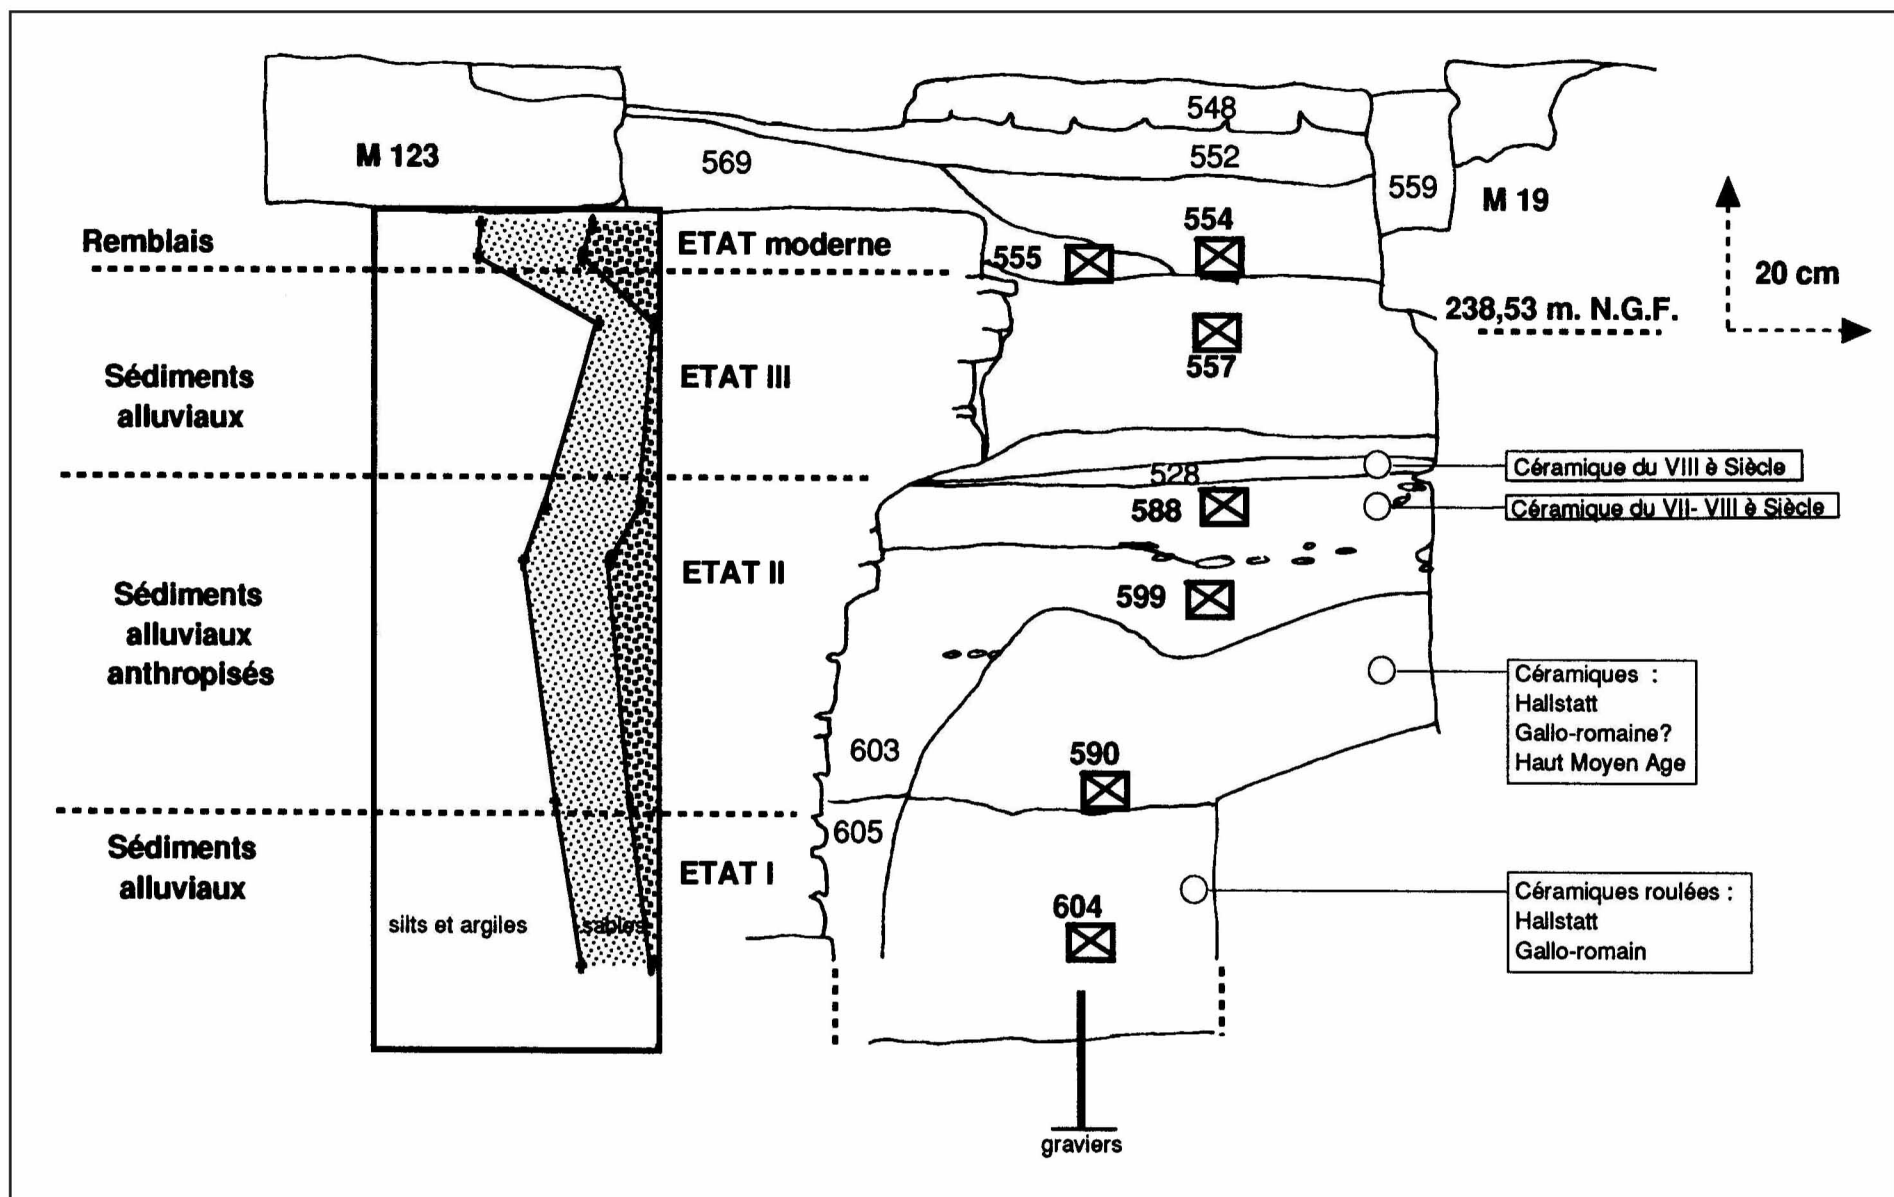 548
M 123
569
552
559
M 19
Remblais
ETAT moderne
555
554
20 cm
238,53 m. N.G.F.
557
Sédiments
alluviaux
ETAT III
528
Céramique du VIII è Siècle
588
Céramique du VII- VIII è Siècle
ETAT II
599
Sédiments
alluviaux
anthropisés
Céramiques :
Hallstatt
Gallo-romaine?
Haut Moyen Age
603
590
605
Sédiments
alluviaux
ETAT I
silts et argiles
sables
604
Céramiques roulées :
Hallstatt
Gallo-romain
graviers